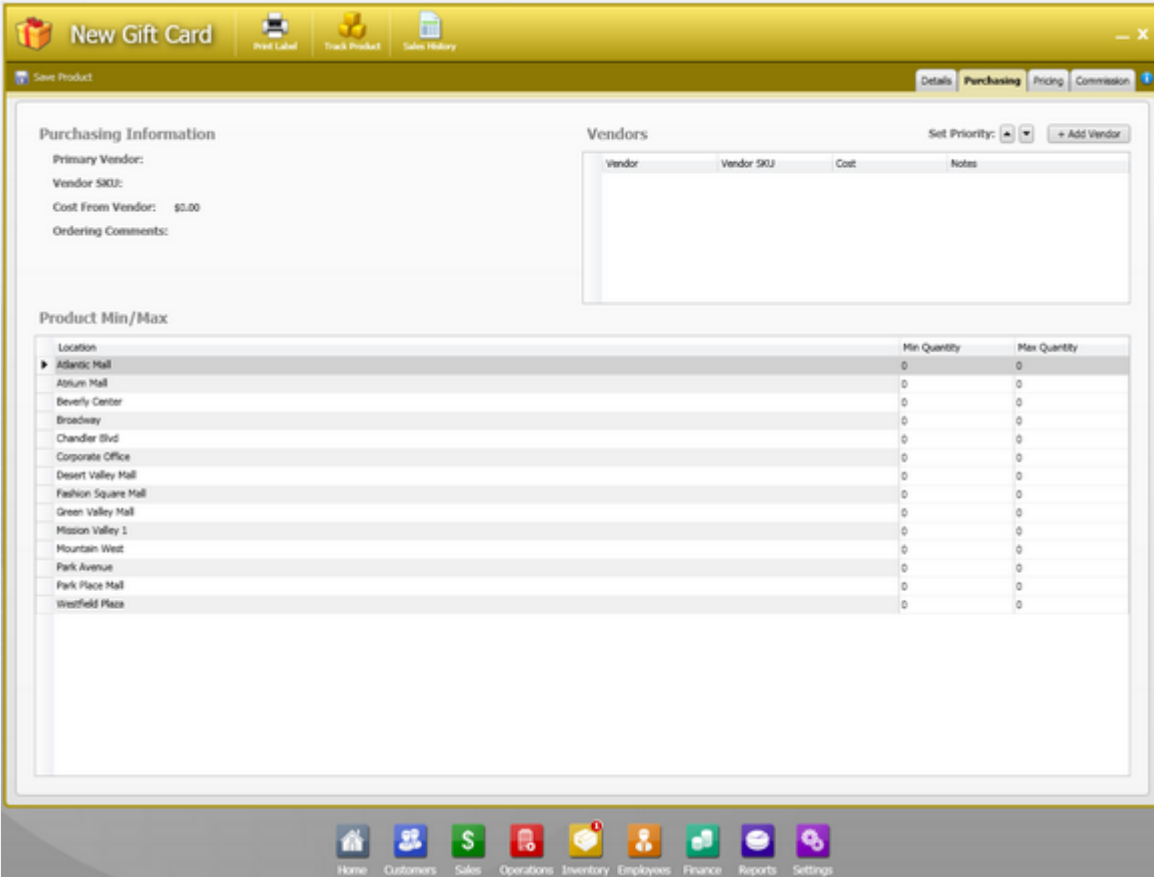 New Gift Card
Print Label
Track Product
Sales History
Save Product
Details
Purchasing
Pricing
Commission
Purchasing Information
Primary Vendor:
Vendor SKU:
Cost From Vendor: $0.00
Ordering Comments:
Vendors
Set Priority:
+ Add Vendor
Vendor Vendor SKU Cost Notes
Product Min/Max
Location Min Quantity Max Quantity
Atlantic Mall 0 0
Atrium Mall 0 0
Beverly Center 0 0
Broadway 0 0
Chandler Blvd 0 0
Corporate Office 0 0
Desert Valley Mall 0 0
Fashion Square Mall 0 0
Green Valley Mall 0 0
Mission Valley 1 0 0
Mountain West 0 0
Park Avenue 0 0
Park Place Mall 0 0
Westfield Plaza 0 0
1
Home Customers Sales Operations Inventory Employees Finance Reports Settings